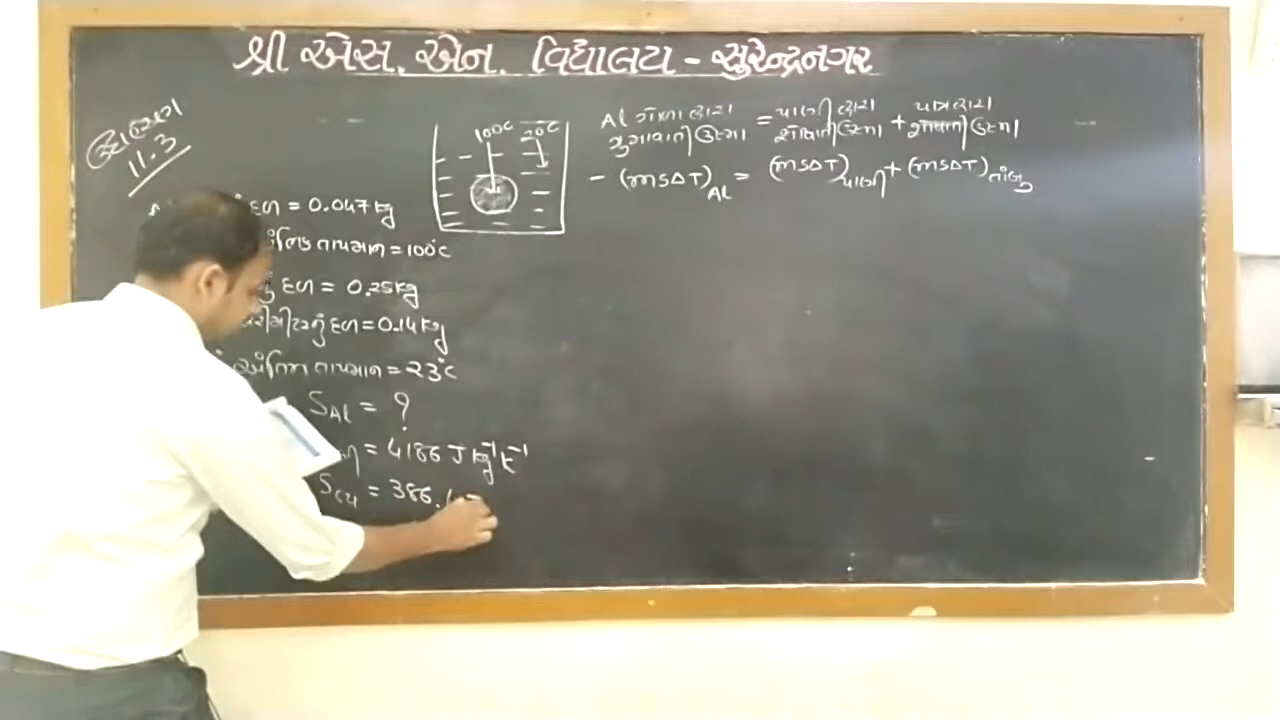 શ્રી એસ. એન. વિદ્યાલય - સુરેન્દ્રનગર
ઉદાહરણ
11.3
100°C 20°C
Al ગોળા દ્વારા = પાણી દ્વારા + પાત્ર દ્વારા
ગુમાવાતી ઉષ્મા શોષાતી ઉષ્મા શોષાતી ઉષ્મા
- (msΔT)Al = (msΔT)પાણી + (msΔT)તાંબુ
દળ = 0.047 kg
તાપમાન = 100°C
દળ = 0.25 kg
દળ = 0.14 kg
અંતિમ તાપમાન = 23°C
SAl = ?
= 4186 J kg⁻¹ K⁻¹
SCu = 386.